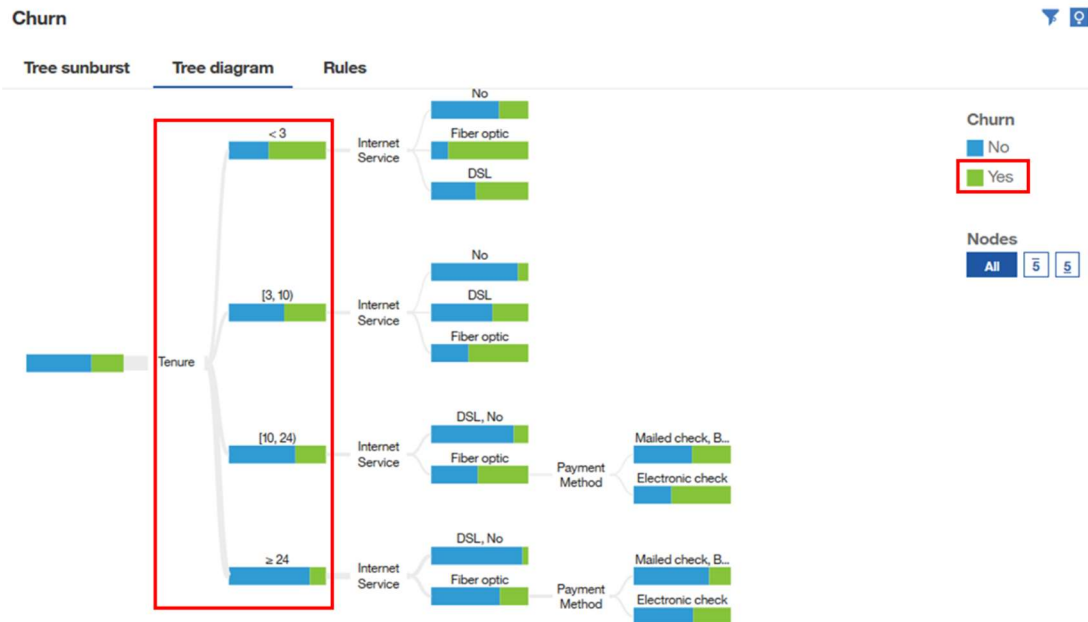 Churn
Tree sunburst Tree diagram Rules
No
< 3
Fiber optic
Internet
Service
DSL
Churn
No
Yes
Nodes
All 5 5
No
[3, 10)
DSL
Internet
Service
Fiber optic
Tenure
DSL, No
[10, 24)
Internet
Service
Fiber optic
Mailed check, B...
Payment
Method
Electronic check
DSL, No
≥ 24
Internet
Service
Fiber optic
Mailed check, B...
Payment
Method
Electronic check